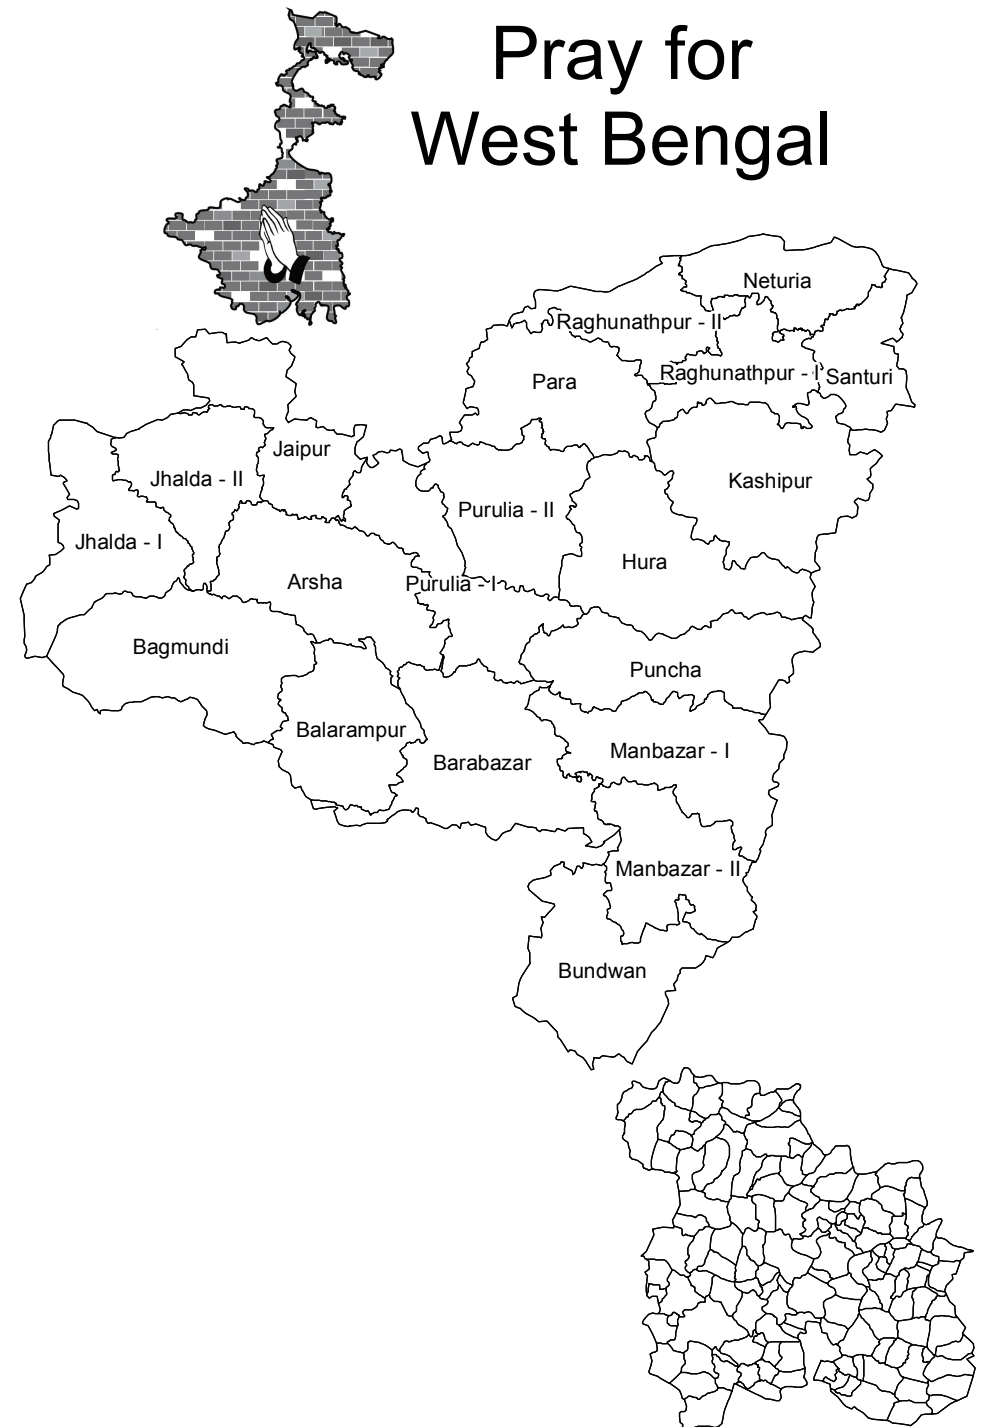 Pray for
West Bengal
Neturia
Raghunathpur - II
Raghunathpur - I
Santuri
Para
Jaipur
Jhalda - II
Kashipur
Purulia - II
Jhalda - I
Hura
Arsha
Purulia - I
Bagmundi
Puncha
Balarampur
Manbazar - I
Barabazar
Manbazar - II
Bundwan